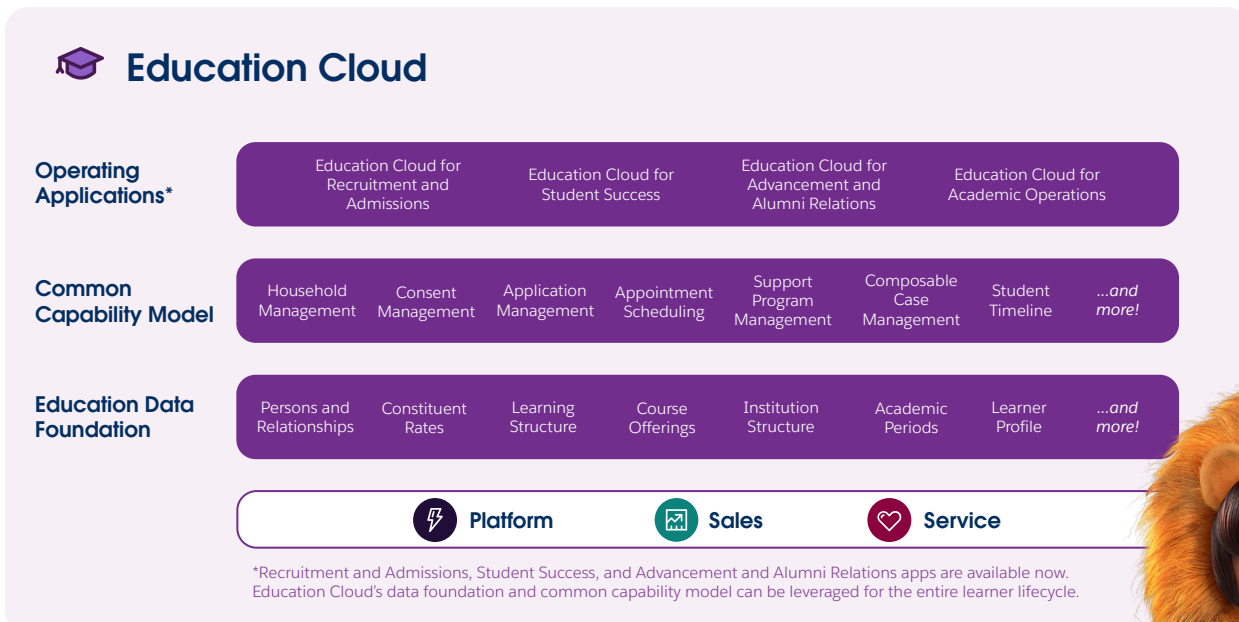 Education Cloud
Operating
Applications*
Education Cloud for
Recruitment and
Admissions
Education Cloud for
Student Success
Education Cloud for
Advancement and
Alumni Relations
Education Cloud for
Academic Operations
Common
Capability Model
Household
Management
Consent
Management
Application
Management
Appointment
Scheduling
Support
Program
Management
Composable
Case
Management
Student
Timeline
...and
more!
Education Data
Foundation
Persons and
Relationships
Constituent
Rates
Learning
Structure
Course
Offerings
Institution
Structure
Academic
Periods
Learner
Profile
...and
more!
Platform
Sales
Service
*Recruitment and Admissions, Student Success, and Advancement and Alumni Relations apps are available now.
Education Cloud's data foundation and common capability model can be leveraged for the entire learner lifecycle.